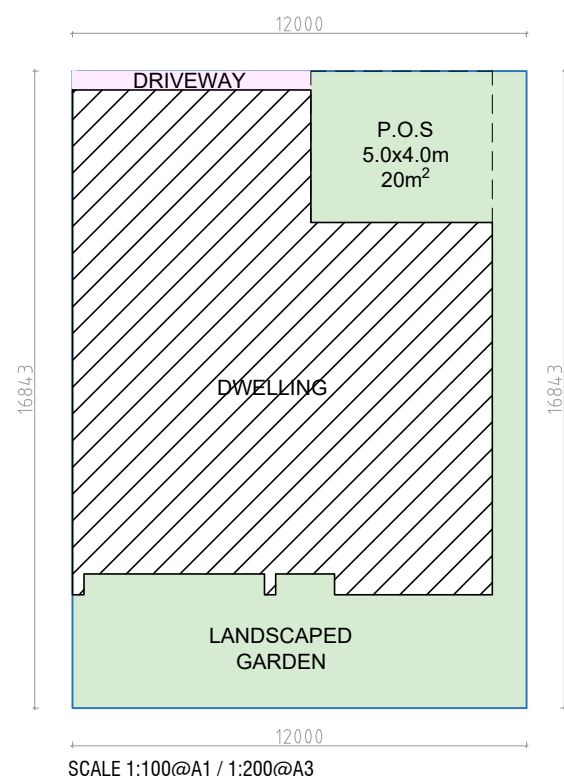 12000
DRIVEWAY
P.O.S
5.0x4.0m
20m²
16843
16843
DWELLING
LANDSCAPED
GARDEN
12000
SCALE 1:100@A1 / 1:200@A3